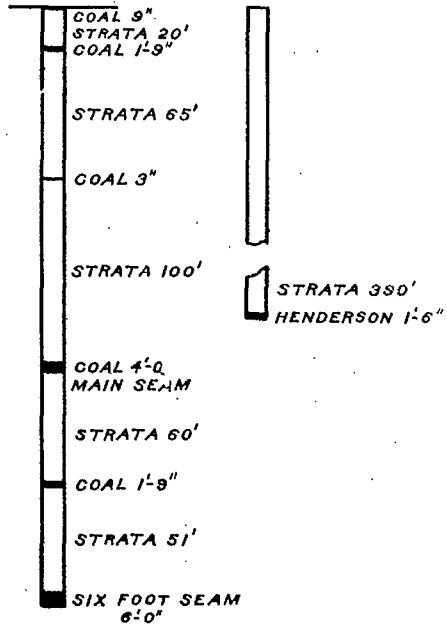 COAL 9"
STRATA 20'
COAL 1'-9"
STRATA 65'
COAL 3"
STRATA 100'
COAL 4'-0
MAIN SEAM
STRATA 60'
COAL 1'-9"
STRATA 51'
SIX FOOT SEAM
6'-0"
STRATA 380'
HENDERSON 1'-6"